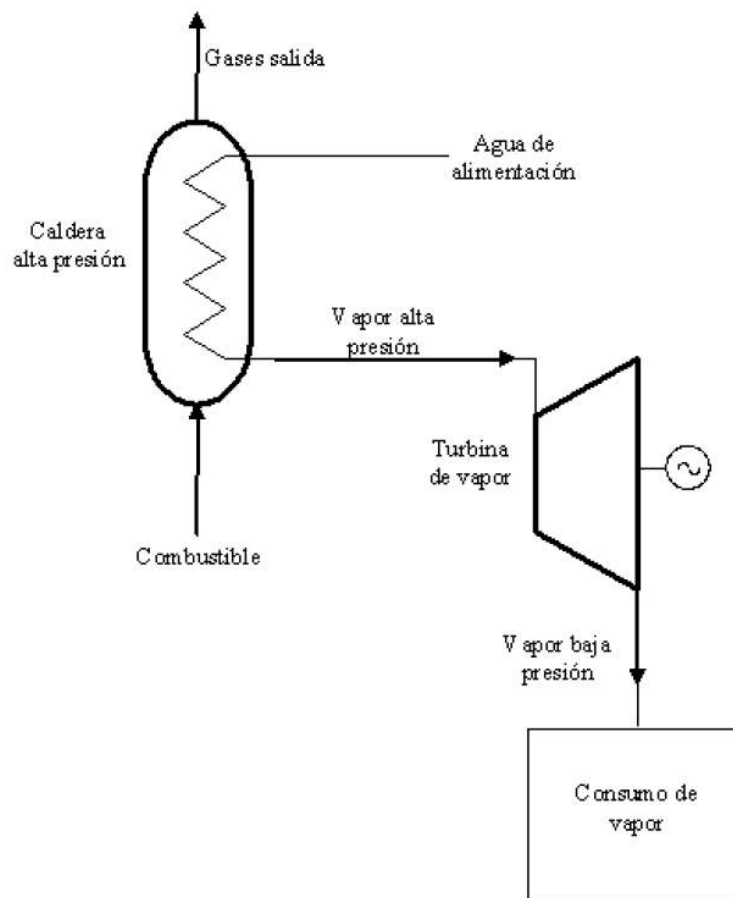 Gases salida
Agua de
alimentación
Caldera
alta presión
Vapor alta
presión
Turbina
de vapor
Combustible
Vapor baja
presión
Consumo de
vapor